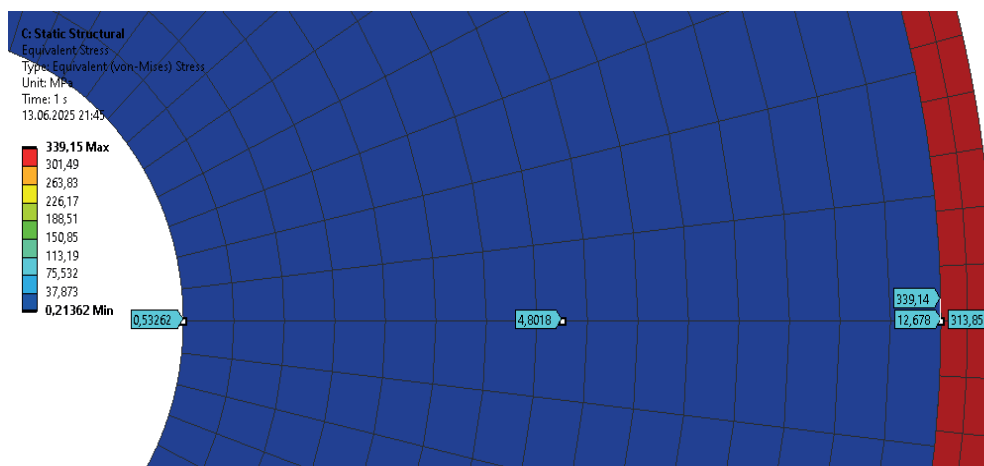 C: Static Structural
Equivalent Stress
Type: Equivalent (von-Mises) Stress
Unit: MPa
Time: 1 s
13.06.2025 21:45
339,15 Max
301,49
263,83
226,17
188,51
150,85
113,19
75,532
37,873
0,21362 Min
0,53262
4,8018
339,14
12,678
313,85